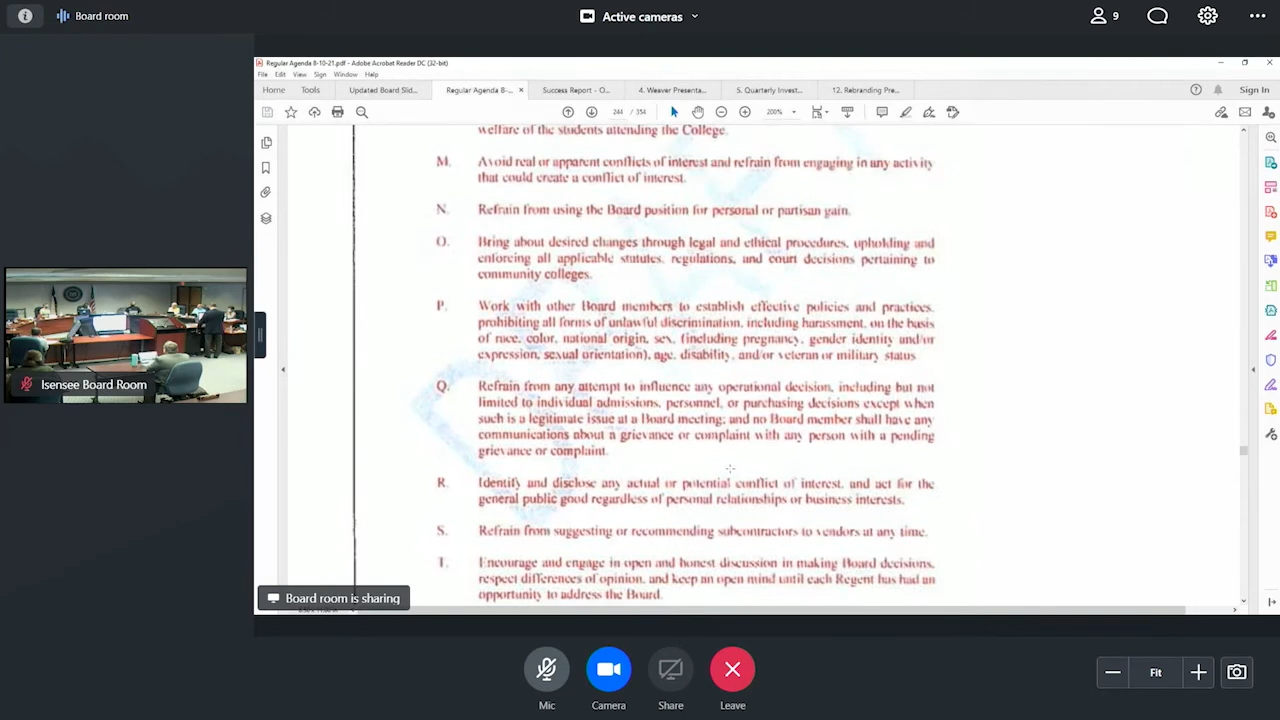 Board room
Active cameras
9
Regular Agenda 8-10-21.pdf - Adobe Acrobat Reader DC (32-bit)
File Edit View Sign Window Help
Home Tools Updated Board Slid... Regular Agenda 8-... Success Report - O... 4. Weaver Presenta... 5. Quarterly Invest... 12. Rebranding Pre... Sign In
244 / 354 200%
welfare of the students attending the College.
M. Avoid real or apparent conflicts of interest and refrain from engaging in any activity
that could create a conflict of interest.
N. Refrain from using the Board position for personal or partisan gain.
O. Bring about desired changes through legal and ethical procedures, upholding and
enforcing all applicable statutes, regulations, and court decisions pertaining to
community colleges.
P. Work with other Board members to establish effective policies and practices
prohibiting all forms of unlawful discrimination, including harassment, on the basis
of race, color, national origin, sex, (including pregnancy, gender identity and/or
expression, sexual orientation), age, disability, and/or veteran or military status
Q. Refrain from any attempt to influence any operational decision, including but not
limited to individual admissions, personnel, or purchasing decisions except when
such is a legitimate issue at a Board meeting; and no Board member shall have any
communications about a grievance or complaint with any person with a pending
grievance or complaint.
R. Identify and disclose any actual or potential conflict of interest, and act for the
general public good regardless of personal relationships or business interests.
S. Refrain from suggesting or recommending subcontractors to vendors at any time.
T. Encourage and engage in open and honest discussion in making Board decisions,
respect differences of opinion, and keep an open mind until each Regent has had an
opportunity to address the Board.
Isensee Board Room
Board room is sharing
Mic Camera Share Leave
Fit